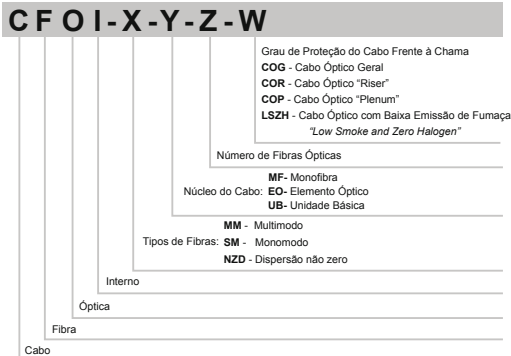 CFOI-X-Y-Z-W
Grau de Proteção do Cabo Frente à Chama
COG - Cabo Óptico Geral
COR - Cabo Óptico “Riser”
COP - Cabo Óptico “Plenum”
LSZH - Cabo Óptico com Baixa Emissão de Fumaça
“Low Smoke and Zero Halogen”
Número de Fibras Ópticas
MF- Monofibra
Núcleo do Cabo: EO- Elemento Óptico
UB- Unidade Básica
MM - Multimodo
Tipos de Fibras: SM - Monomodo
NZD - Dispersão não zero
Interno
Óptica
Fibra
Cabo